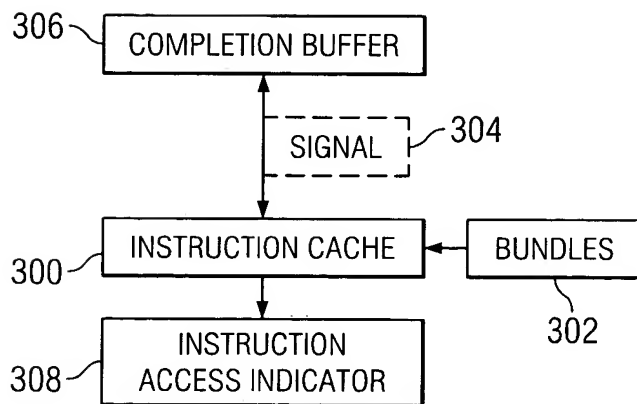 306
COMPLETION BUFFER
SIGNAL
304
300
INSTRUCTION CACHE
BUNDLES
302
308
INSTRUCTION
ACCESS INDICATOR